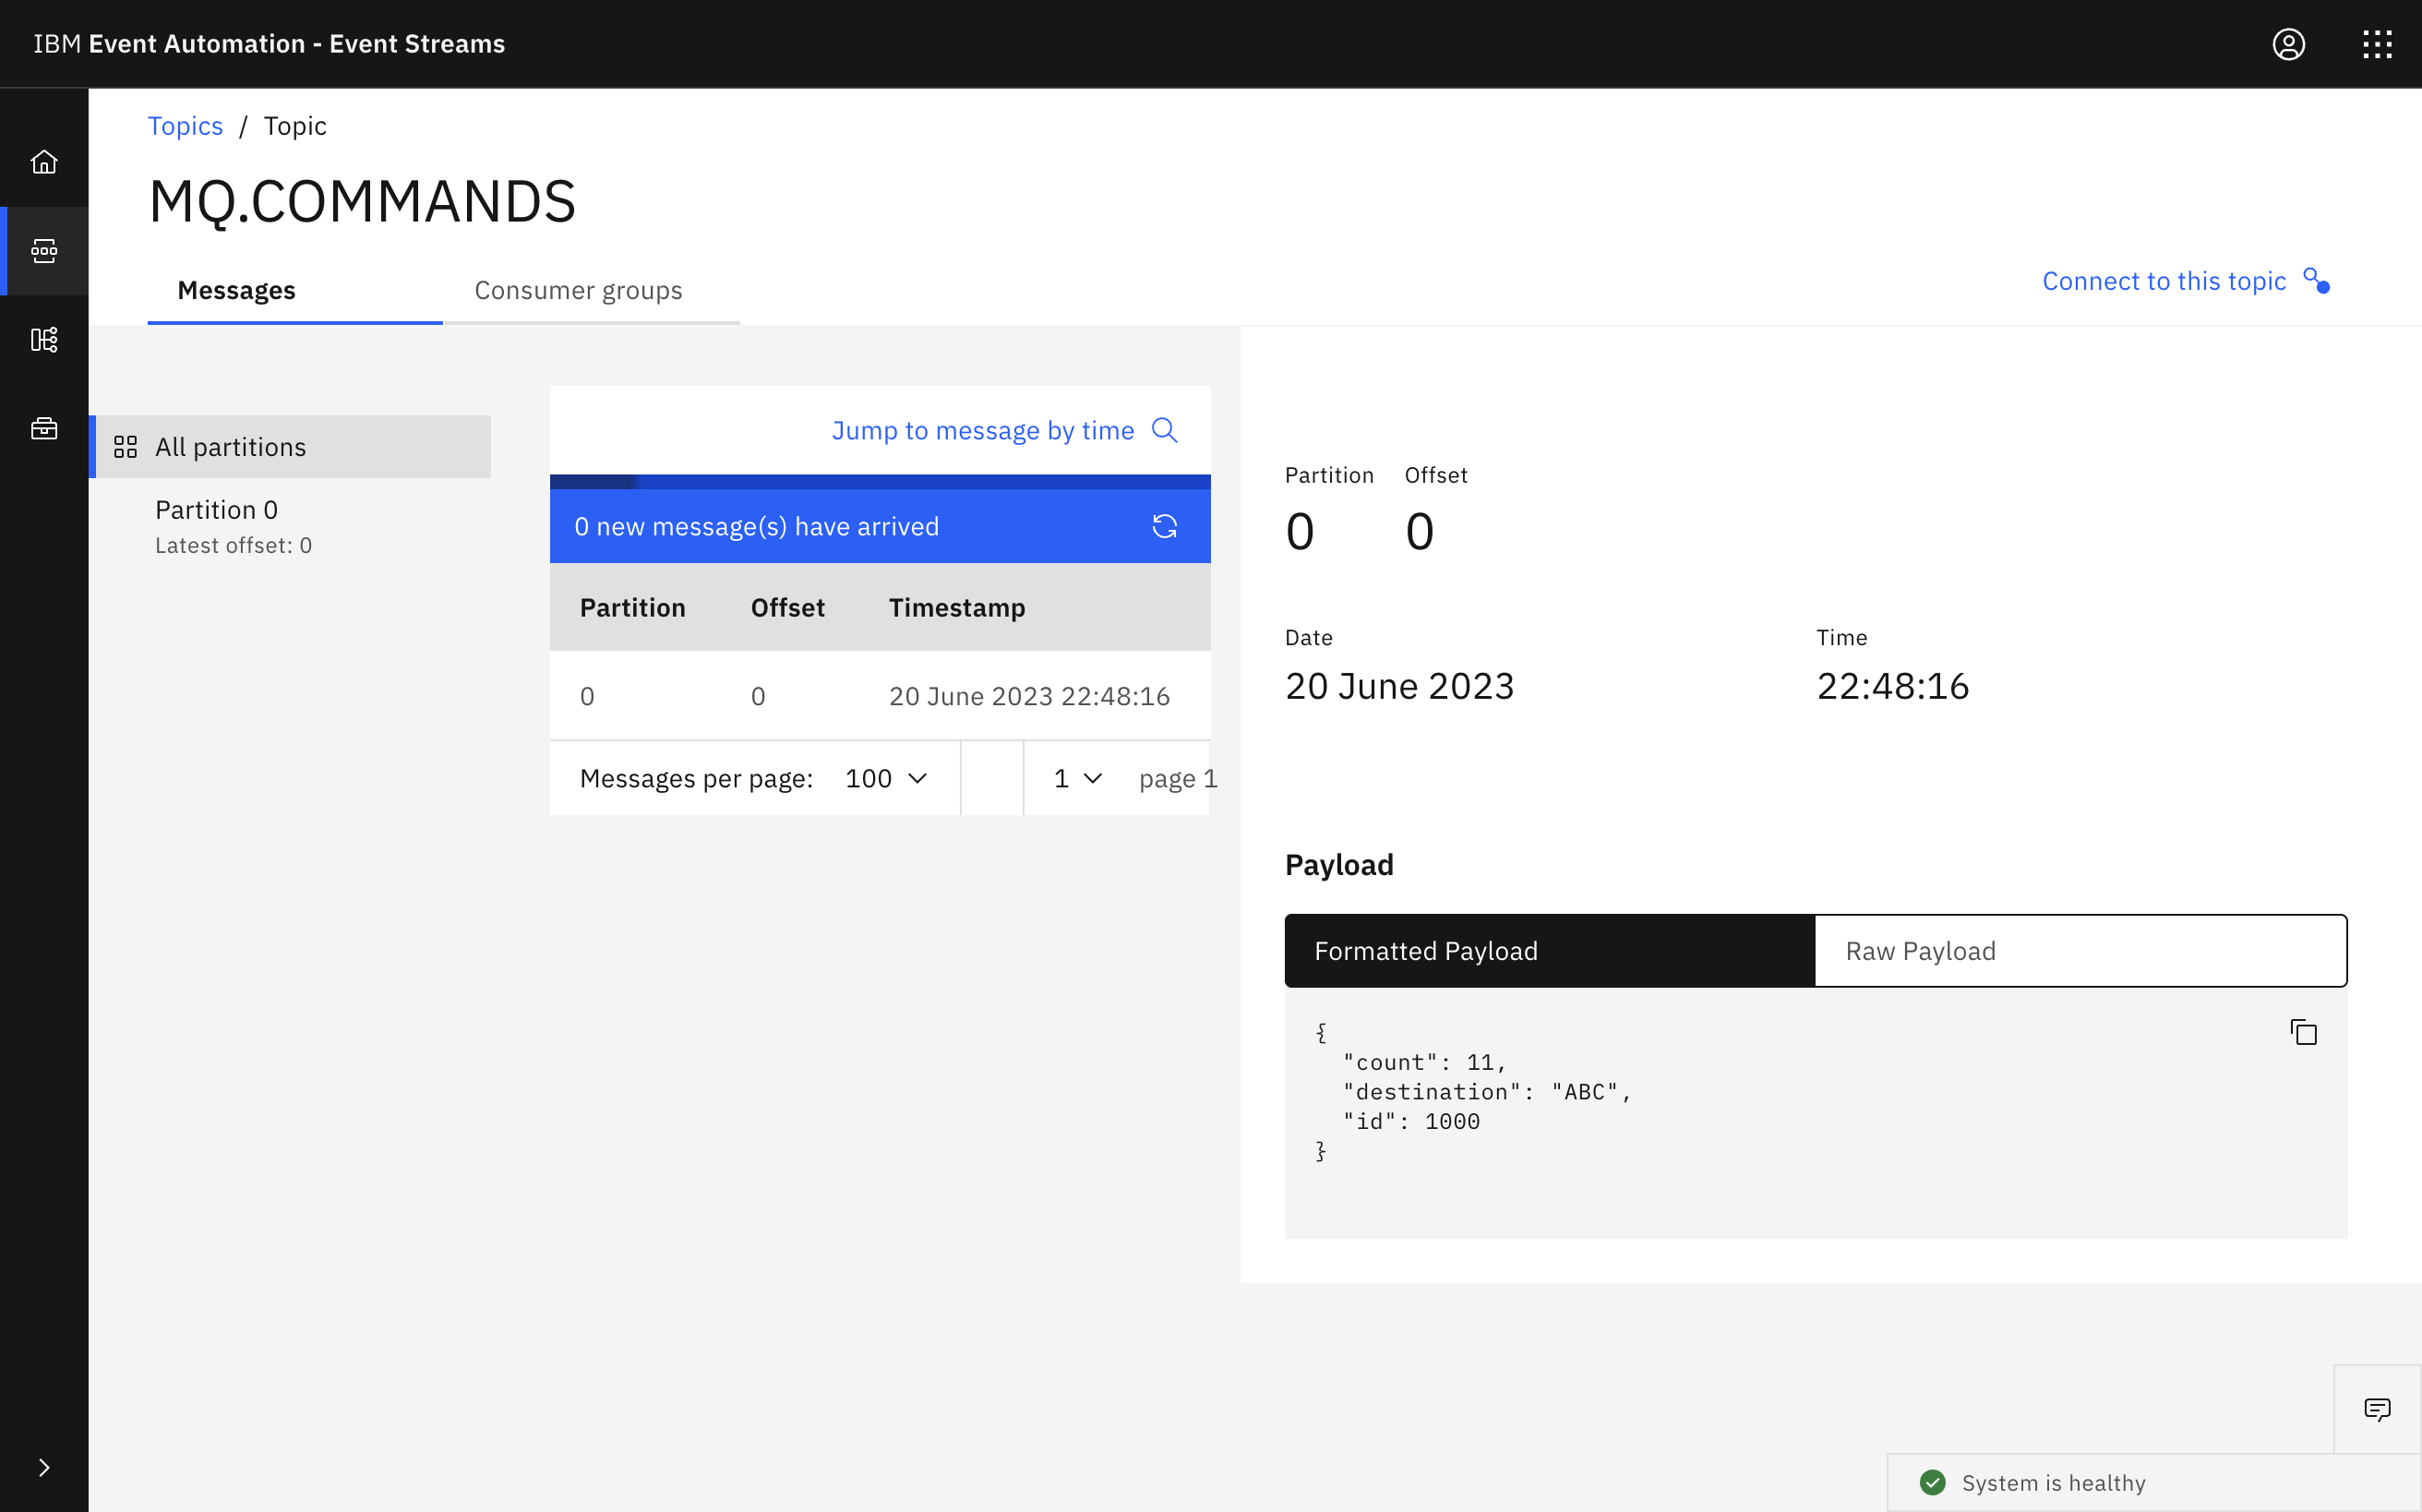 IBM Event Automation - Event Streams
Topics / Topic
MQ.COMMANDS
Messages
Consumer groups
Connect to this topic
All partitions
Partition 0
Latest offset: 0
Jump to message by time
0 new message(s) have arrived
Partition Offset Timestamp
0 0 20 June 2023 22:48:16
Messages per page: 100 1 page 1
Partition Offset
0 0
Date Time
20 June 2023 22:48:16
Payload
Formatted Payload Raw Payload
{
"count": 11,
"destination": "ABC",
"id": 1000
}
System is healthy